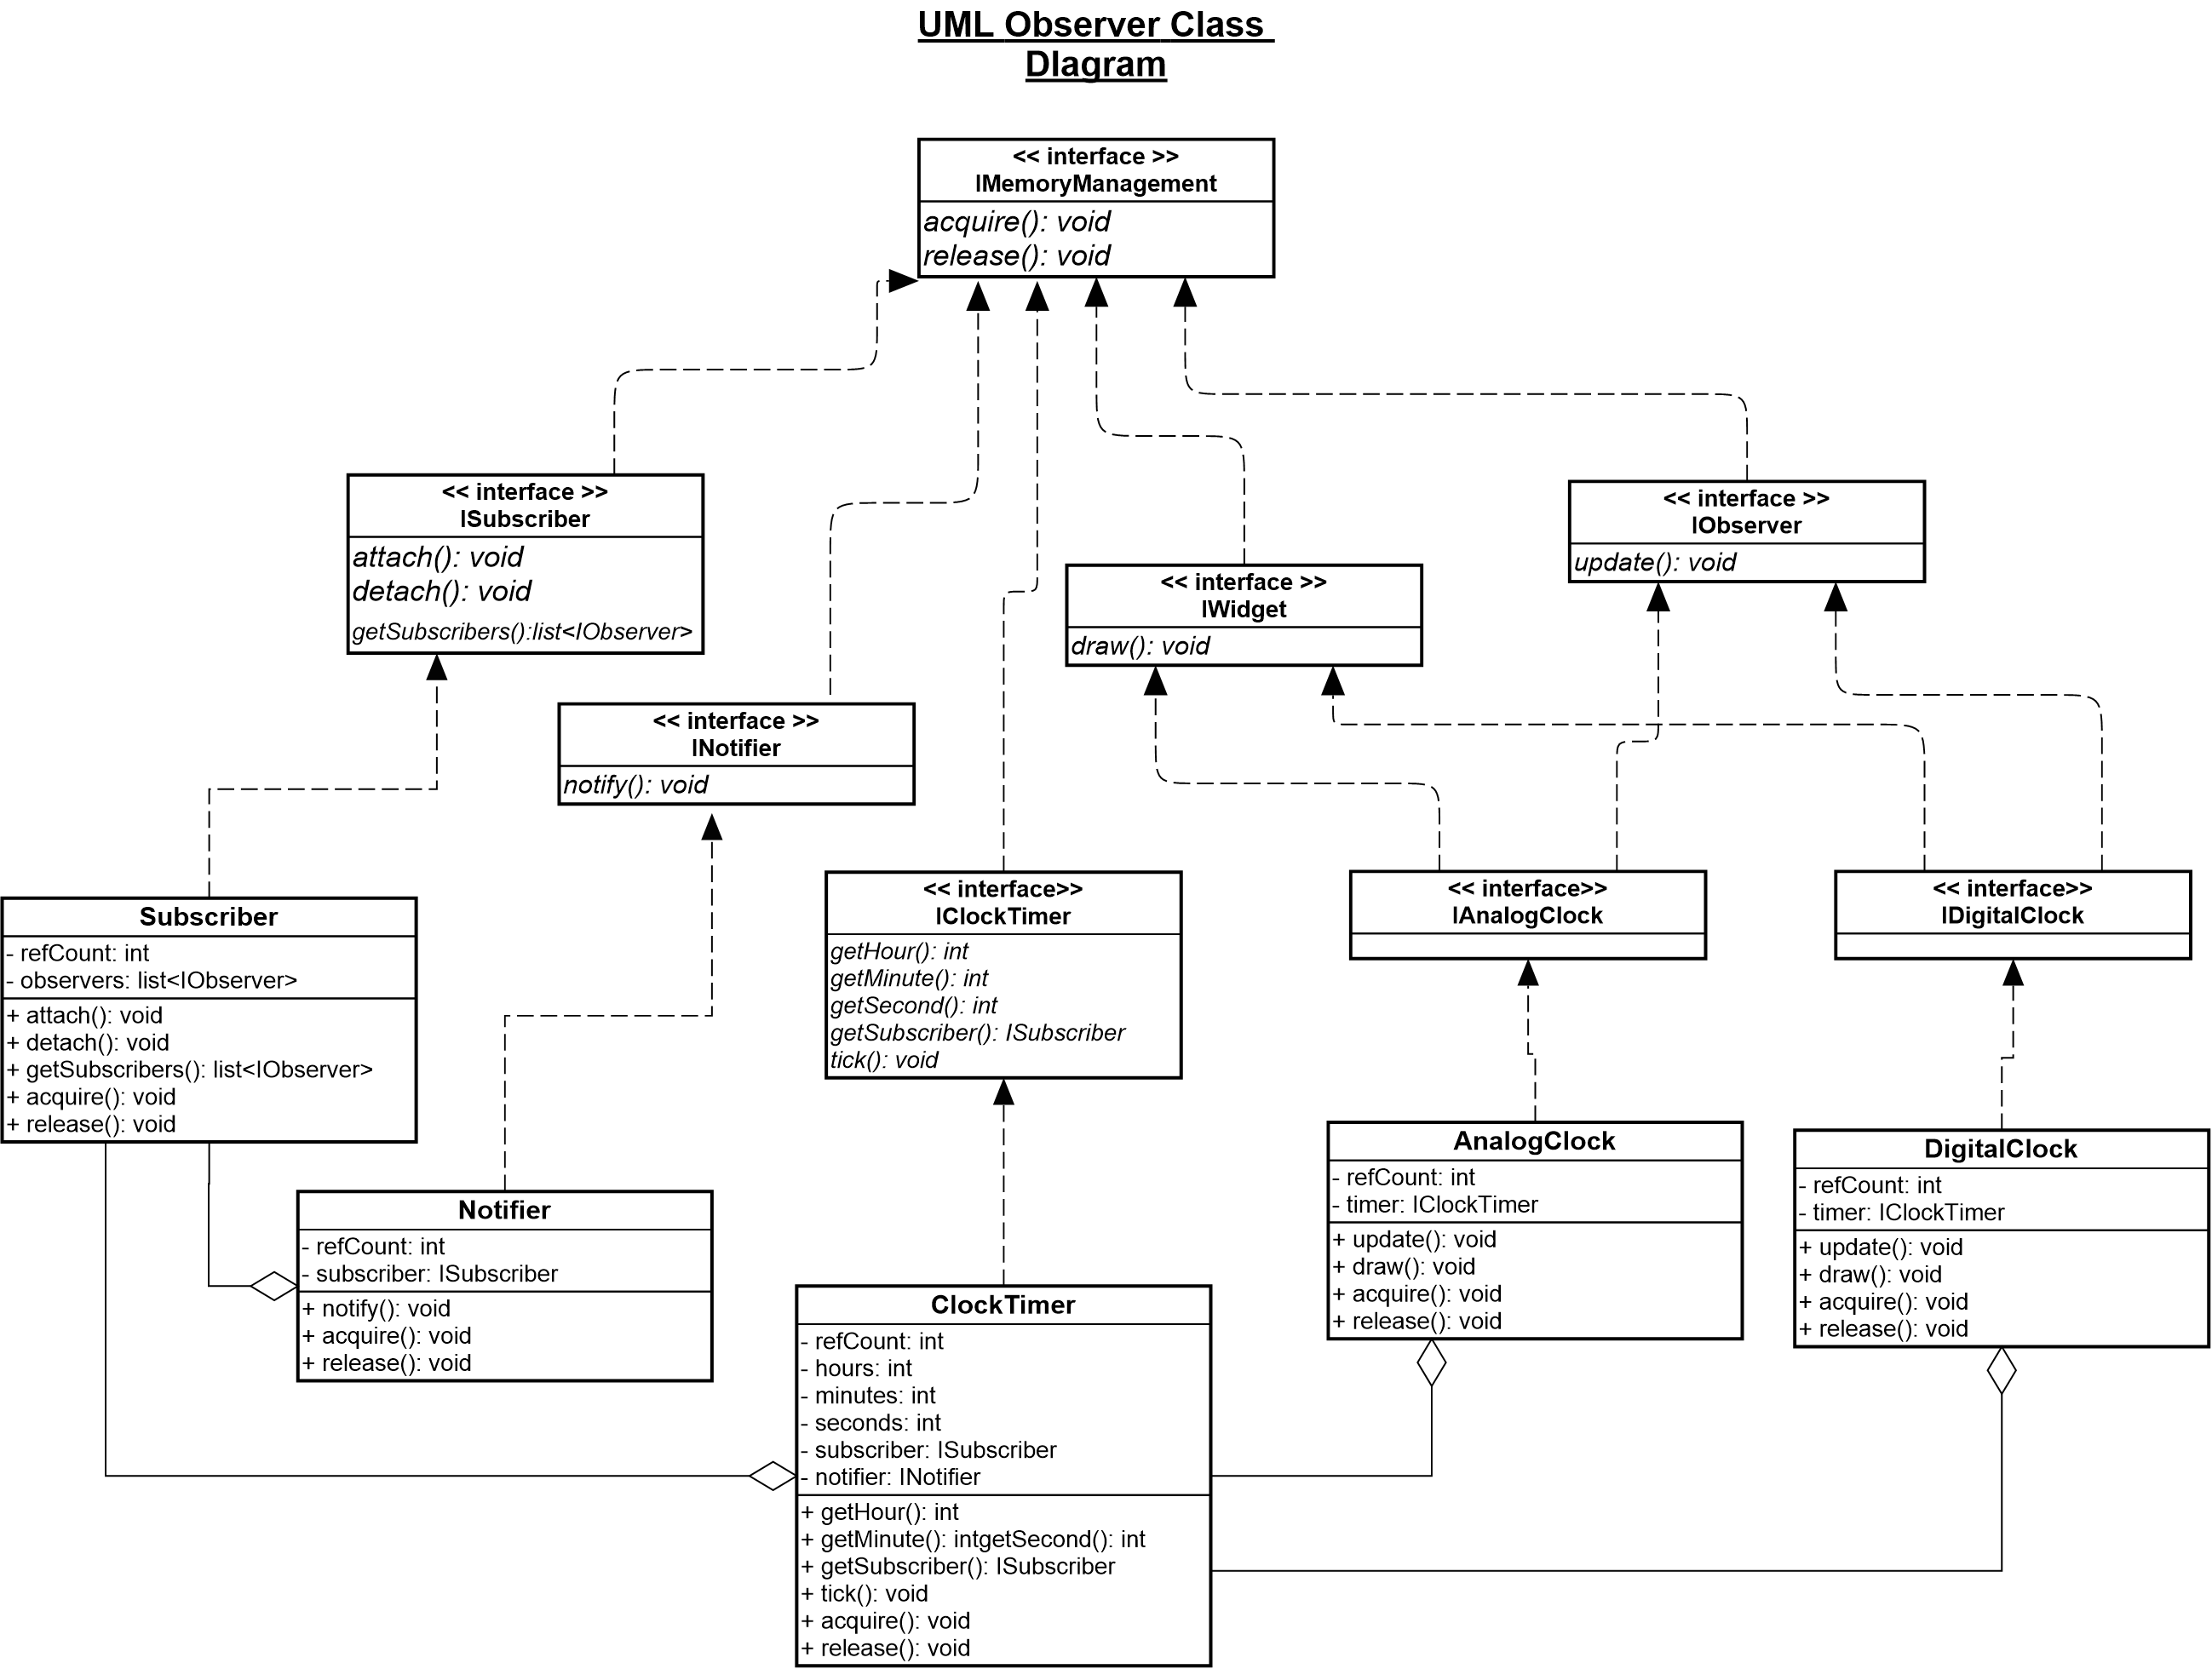 UML Observer Class
DIagram
<< interface >>
IMemoryManagement
acquire(): void
release(): void
<< interface >>
ISubscriber
attach(): void
detach(): void
getSubscribers():list<IObserver>
<< interface >>
IObserver
update(): void
<< interface >>
IWidget
draw(): void
<< interface >>
INotifier
notify(): void
<< interface>>
IClockTimer
getHour(): int
getMinute(): int
getSecond(): int
getSubscriber(): ISubscriber
tick(): void
<< interface>>
IAnalogClock
<< interface>>
IDigitalClock
Subscriber
- refCount: int
- observers: list<IObserver>
+ attach(): void
+ detach(): void
+ getSubscribers(): list<IObserver>
+ acquire(): void
+ release(): void
Notifier
- refCount: int
- subscriber: ISubscriber
+ notify(): void
+ acquire(): void
+ release(): void
ClockTimer
- refCount: int
- hours: int
- minutes: int
- seconds: int
- subscriber: ISubscriber
- notifier: INotifier
+ getHour(): int
+ getMinute(): intgetSecond(): int
+ getSubscriber(): ISubscriber
+ tick(): void
+ acquire(): void
+ release(): void
AnalogClock
- refCount: int
- timer: IClockTimer
+ update(): void
+ draw(): void
+ acquire(): void
+ release(): void
DigitalClock
- refCount: int
- timer: IClockTimer
+ update(): void
+ draw(): void
+ acquire(): void
+ release(): void